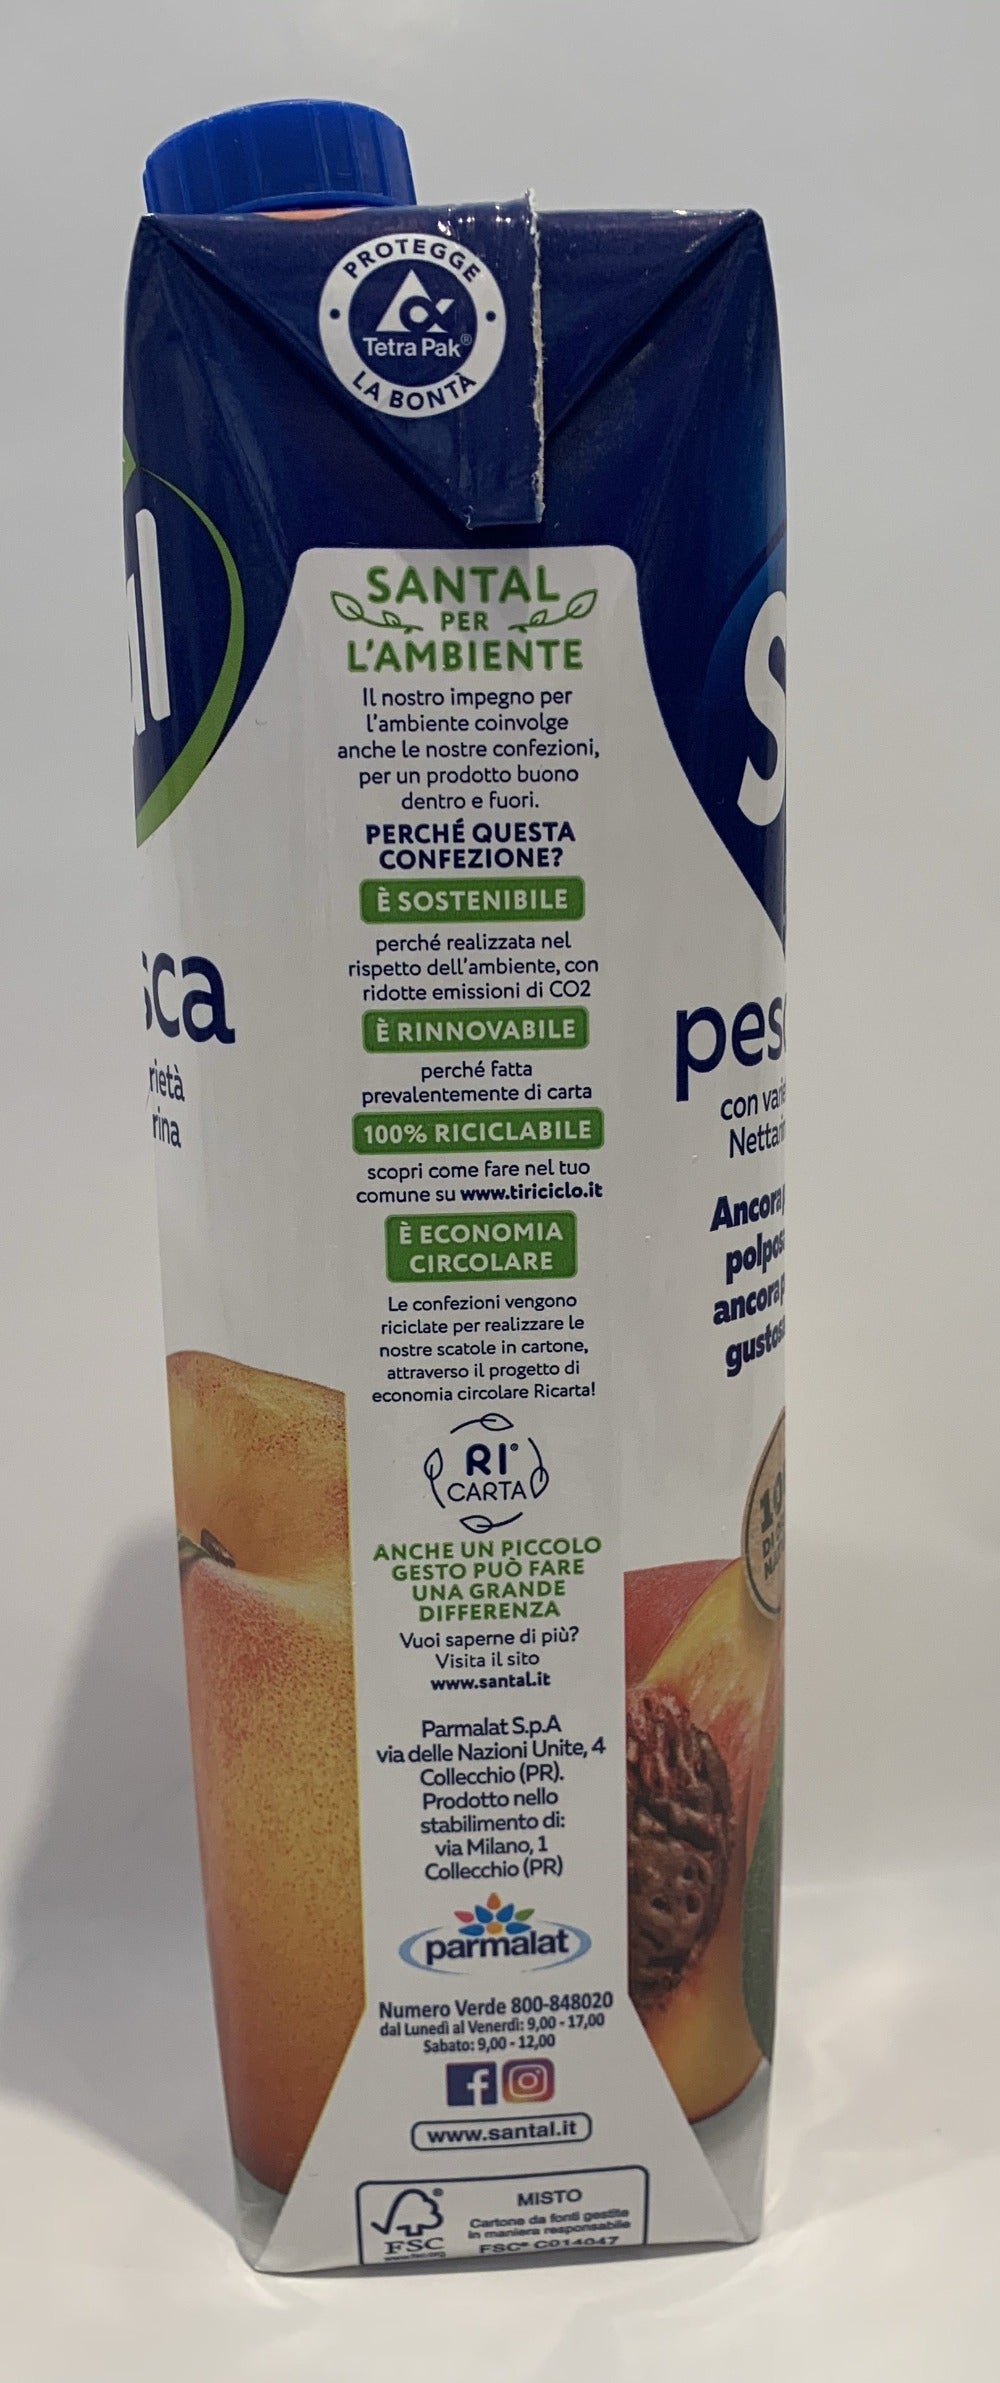 PROTEGGE
Tetra Pak®
LA BONTÀ
SANTAL
PER
L'AMBIENTE
Il nostro impegno per
l'ambiente coinvolge
anche le nostre confezioni,
per un prodotto buono
dentro e fuori.
PERCHÉ QUESTA
CONFEZIONE?
È SOSTENIBILE
perché realizzata nel
rispetto dell'ambiente, con
ridotte emissioni di CO2
È RINNOVABILE
perché fatta
prevalentemente di carta
100% RICICLABILE
scopri come fare nel tuo
comune su www.tiriciclo.it
È ECONOMIA
CIRCOLARE
Le confezioni vengono
riciclate per realizzare le
nostre scatole in cartone,
attraverso il progetto di
economia circolare Ricarta!
RI°
CARTA
ANCHE UN PICCOLO
GESTO PUÒ FARE
UNA GRANDE
DIFFERENZA
Vuoi saperne di più?
Visita il sito
www.santal.it
Parmalat S.p.A
via delle Nazioni Unite, 4
Collecchio (PR).
Prodotto nello
stabilimento di:
via Milano, 1
Collecchio (PR)
parmalat
Numero Verde 800-848020
dal Lunedì al Venerdì: 9,00 - 17,00
Sabato: 9,00 - 12,00
www.santal.it
FSC®
www.fsc.org
MISTO
Cartone da fonti gestite
in maniera responsabile
FSC® C014047
con
Ancora
ancora